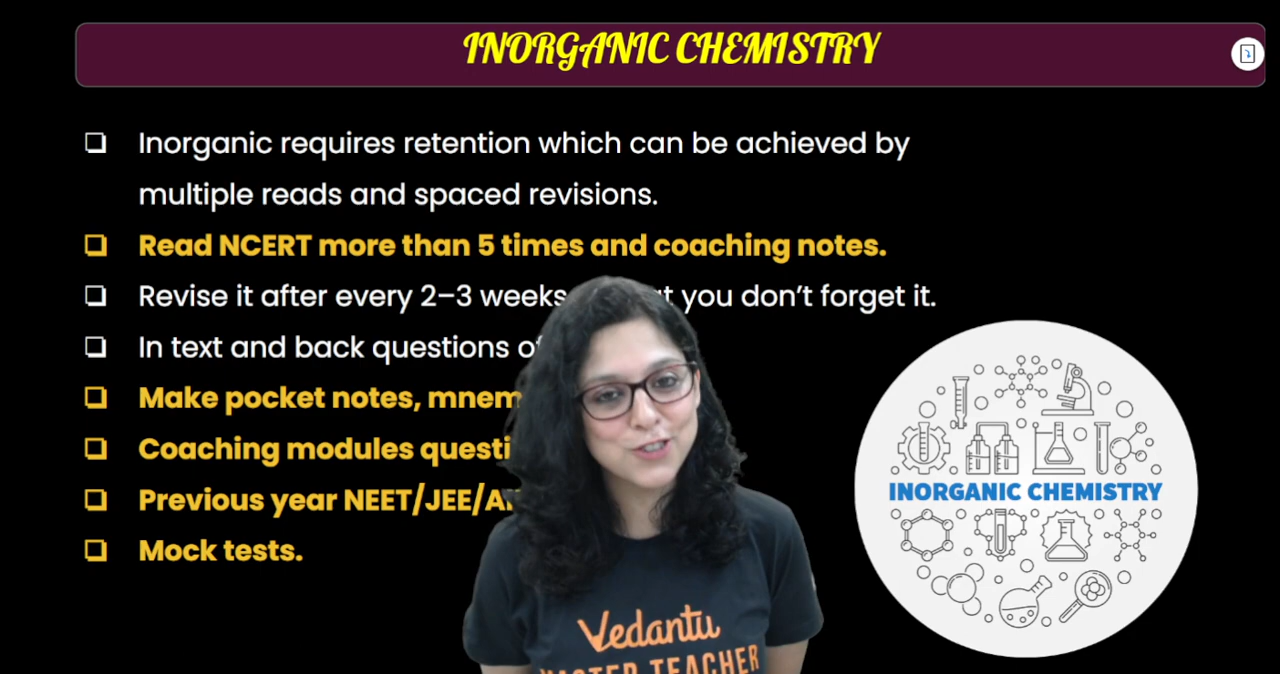 INORGANIC CHEMISTRY
Inorganic requires retention which can be achieved by
multiple reads and spaced revisions.
Read NCERT more than 5 times and coaching notes.
Revise it after every 2–3 weeks you don't forget it.
In text and back questions
Make pocket notes,
Coaching modules
Previous year NEET/JEE/
Mock tests.
INORGANIC CHEMISTRY
Vedantu
TEACHER